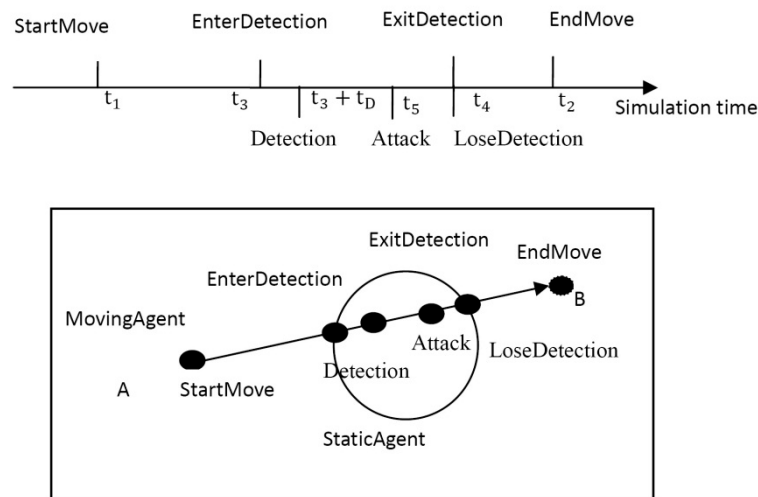 StartMove EnterDetection ExitDetection EndMove
t₁ t₃ t₃ + t_D t₅ t₄ t₂ Simulation time
Detection Attack LoseDetection
ExitDetection
EndMove
EnterDetection
B
MovingAgent
Attack LoseDetection
Detection
A StartMove
StaticAgent